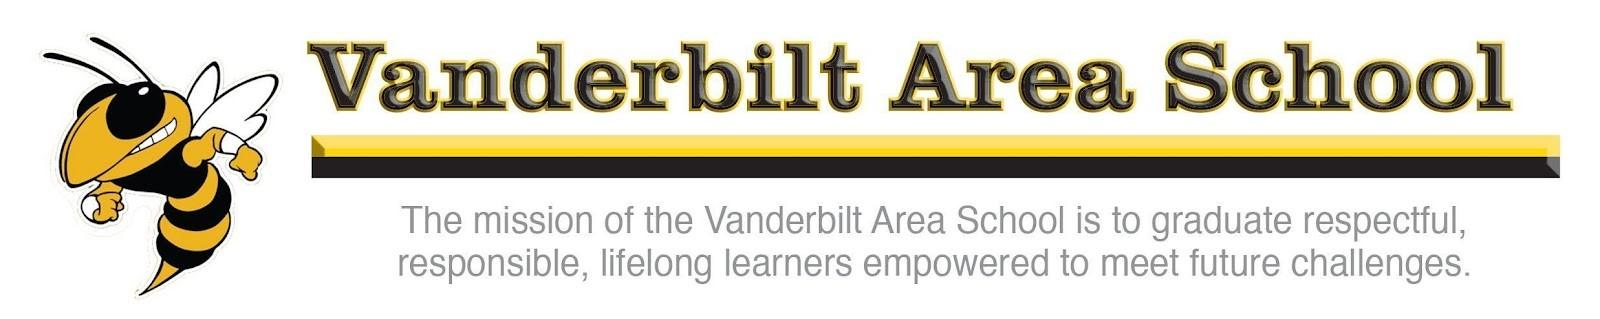 Vanderbilt Area School
The mission of the Vanderbilt Area School is to graduate respectful,
responsible, lifelong learners empowered to meet future challenges.